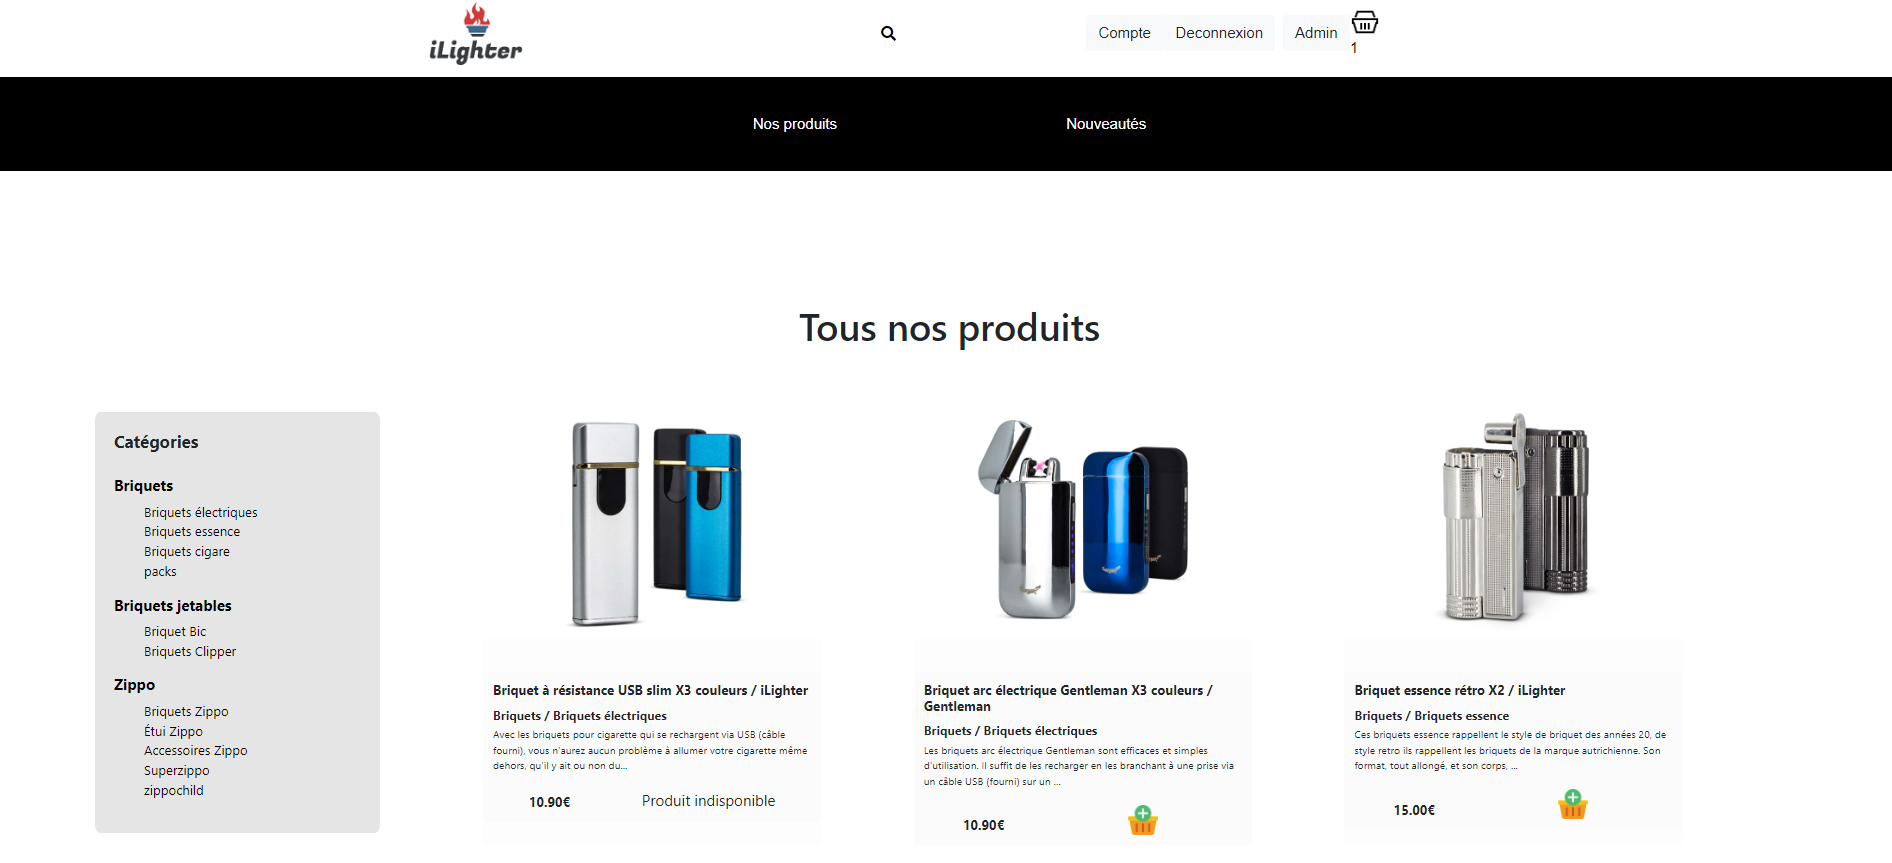 iLighter
Compte
Deconnexion
Admin
1
Nos produits
Nouveautés
Tous nos produits
Catégories
Briquets
Briquets électriques
Briquets essence
Briquets cigare
packs
Briquets jetables
Briquet Bic
Briquets Clipper
Zippo
Briquets Zippo
Étui Zippo
Accessoires Zippo
Superzippo
zippochild
Briquet à résistance USB slim X3 couleurs / iLighter
Briquets / Briquets électriques
Avec les briquets pour cigarette qui se rechargent via USB (câble
fourni), vous n'aurez aucun problème à allumer votre cigarette même
dehors, qu'il y ait ou non du...
10.90€
Produit indisponible
Briquet arc électrique Gentleman X3 couleurs /
Gentleman
Briquets / Briquets électriques
Les briquets arc électrique Gentleman sont efficaces et simples
d'utilisation. Il suffit de les recharger en les branchant à une prise via
un câble USB (fourni) sur un ...
10.90€
Briquet essence rétro X2 / iLighter
Briquets / Briquets essence
Ces briquets essence rappellent le style de briquet des années 20, de
style retro ils rappellent les briquets de la marque autrichienne. Son
format, tout allongé, et son corps, ...
15.00€